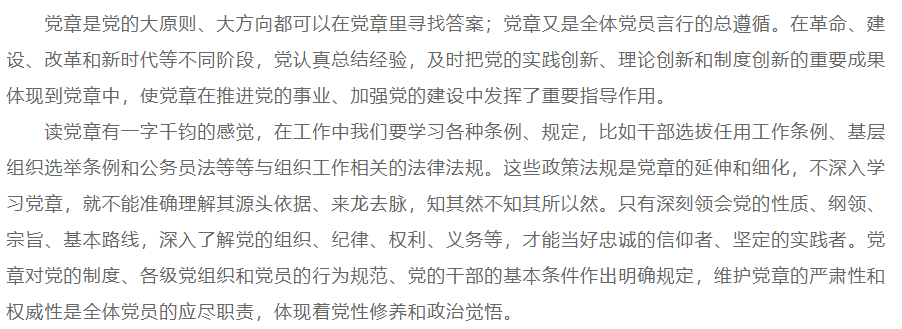 党章是党的大原则、大方向都可以在党章里寻找答案；党章又是全体党员言行的总遵循。在革命、建
设、改革和新时代等不同阶段，党认真总结经验，及时把党的实践创新、理论创新和制度创新的重要成果
体现到党章中，使党章在推进党的事业、加强党的建设中发挥了重要指导作用。
读党章有一字千钧的感觉，在工作中我们要学习各种条例、规定，比如干部选拔任用工作条例、基层
组织选举条例和公务员法等等与组织工作相关的法律法规。这些政策法规是党章的延伸和细化，不深入学
习党章，就不能准确理解其源头依据、来龙去脉，知其然不知其所以然。只有深刻领会党的性质、纲领、
宗旨、基本路线，深入了解党的组织、纪律、权利、义务等，才能当好忠诚的信仰者、坚定的实践者。党
章对党的制度、各级党组织和党员的行为规范、党的干部的基本条件作出明确规定，维护党章的严肃性和
权威性是全体党员的应尽职责，体现着党性修养和政治觉悟。